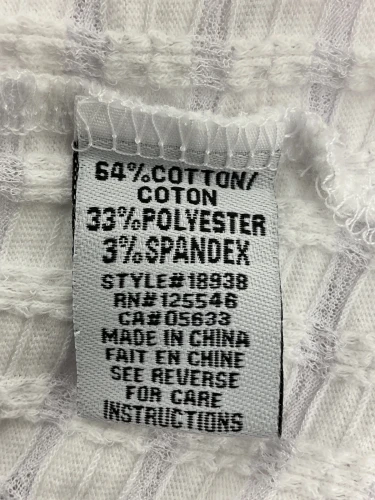 64%COTTON/
COTON
33%POLYESTER
3%SPANDEX
STYLE#18938
RN#125546
CA#05633
MADE IN CHINA
FAIT EN CHINE
SEE REVERSE
FOR CARE
INSTRUCTIONS